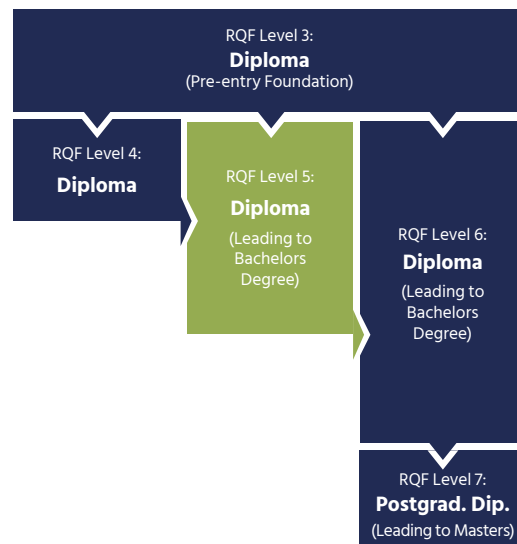 RQF Level 3:
Diploma
(Pre-entry Foundation)
RQF Level 4:
Diploma
RQF Level 5:
Diploma
(Leading to
Bachelors
Degree)
RQF Level 6:
Diploma
(Leading to
Bachelors
Degree)
RQF Level 7:
Postgrad. Dip.
(Leading to Masters)